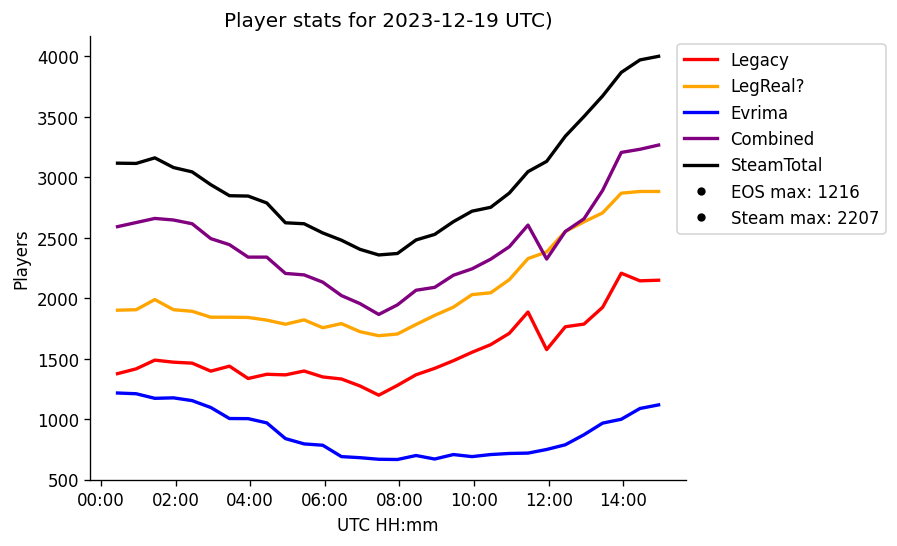 Player stats for 2023-12-19 UTC)
4000
3500
3000
2500
2000
1500
1000
500
Players
00:00 02:00 04:00 06:00 08:00 10:00 12:00 14:00
UTC HH:mm
Legacy
LegReal?
Evrima
Combined
SteamTotal
EOS max: 1216
Steam max: 2207